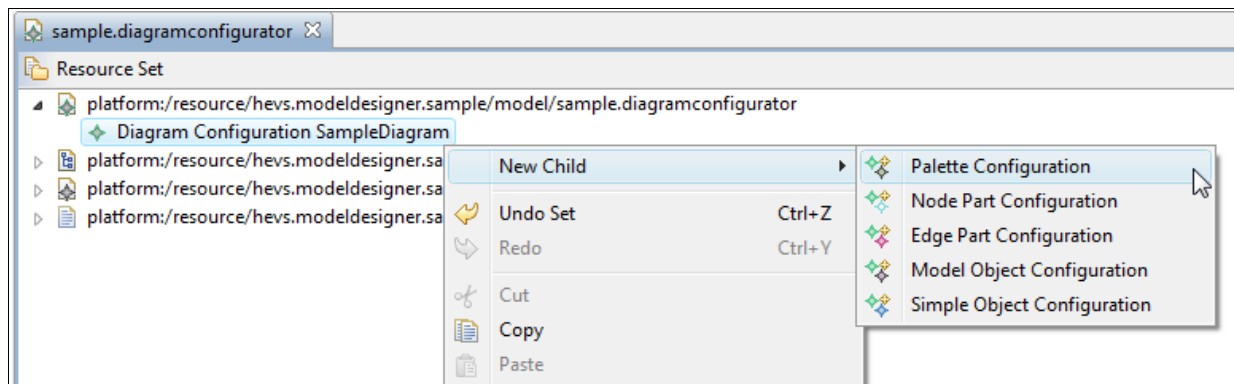 sample.diagramconfigurator
Resource Set
platform:/resource/hevs.modeldesigner.sample/model/sample.diagramconfigurator
Diagram Configuration SampleDiagram
platform:/resource/hevs.modeldesigner.sa
platform:/resource/hevs.modeldesigner.sa
platform:/resource/hevs.modeldesigner.sa
New Child
Undo Set Ctrl+Z
Redo Ctrl+Y
Cut
Copy
Paste
Palette Configuration
Node Part Configuration
Edge Part Configuration
Model Object Configuration
Simple Object Configuration